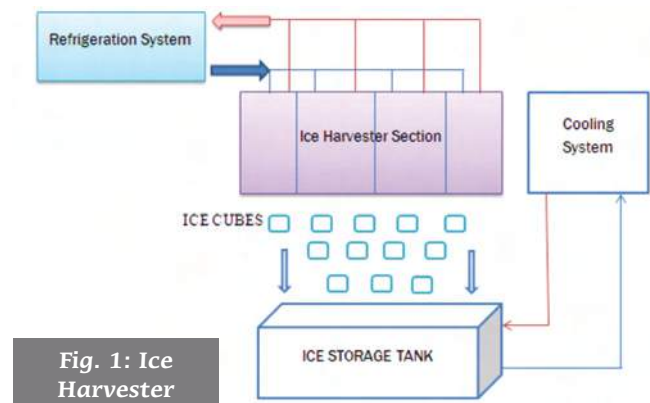 Refrigeration System
Ice Harvester Section
Cooling
System
ICE CUBES
ICE STORAGE TANK
Fig. 1: Ice
Harvester